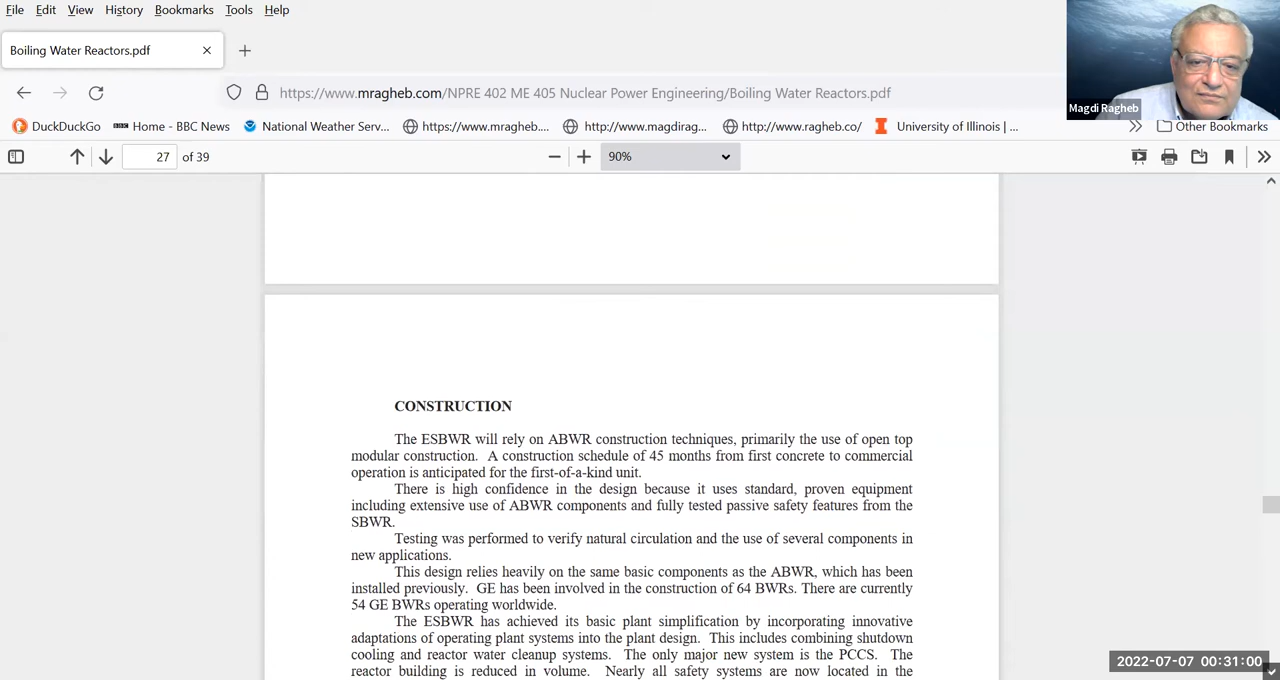 File Edit View History Bookmarks Tools Help
Boiling Water Reactors.pdf
https://www.mragheb.com/NPRE 402 ME 405 Nuclear Power Engineering/Boiling Water Reactors.pdf
Magdi Ragheb
DuckDuckGo BBC Home - BBC News National Weather Serv... https://www.mragheb.... http://www.magdirag... http://www.ragheb.co/ I University of Illinois | ... Other Bookmarks
27 of 39 90%
CONSTRUCTION
The ESBWR will rely on ABWR construction techniques, primarily the use of open top
modular construction. A construction schedule of 45 months from first concrete to commercial
operation is anticipated for the first-of-a-kind unit.
There is high confidence in the design because it uses standard, proven equipment
including extensive use of ABWR components and fully tested passive safety features from the
SBWR.
Testing was performed to verify natural circulation and the use of several components in
new applications.
This design relies heavily on the same basic components as the ABWR, which has been
installed previously. GE has been involved in the construction of 64 BWRs. There are currently
54 GE BWRs operating worldwide.
The ESBWR has achieved its basic plant simplification by incorporating innovative
adaptations of operating plant systems into the plant design. This includes combining shutdown
cooling and reactor water cleanup systems. The only major new system is the PCCS. The
reactor building is reduced in volume. Nearly all safety systems are now located in the
2022-07-07 00:31:00